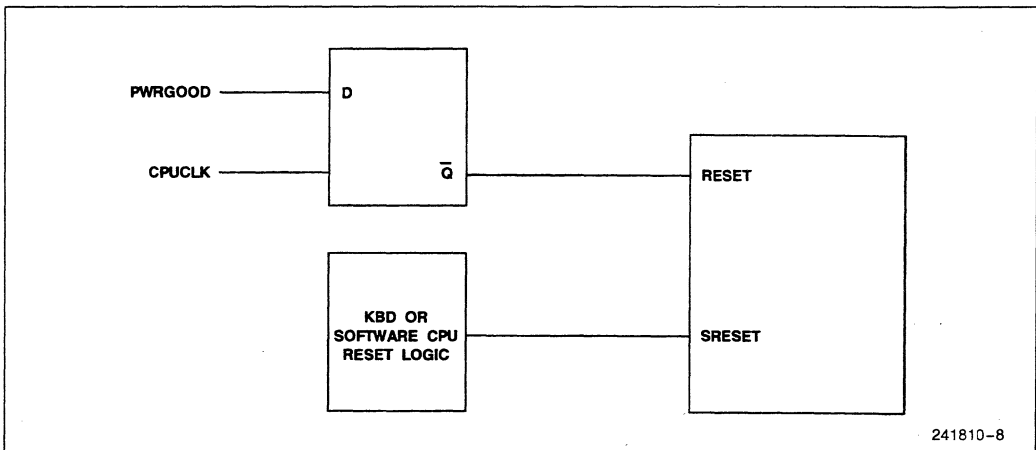 PWRGOOD
D
CPUCLK
Q̅
RESET
KBD OR
SOFTWARE CPU
RESET LOGIC
SRESET
241810-8